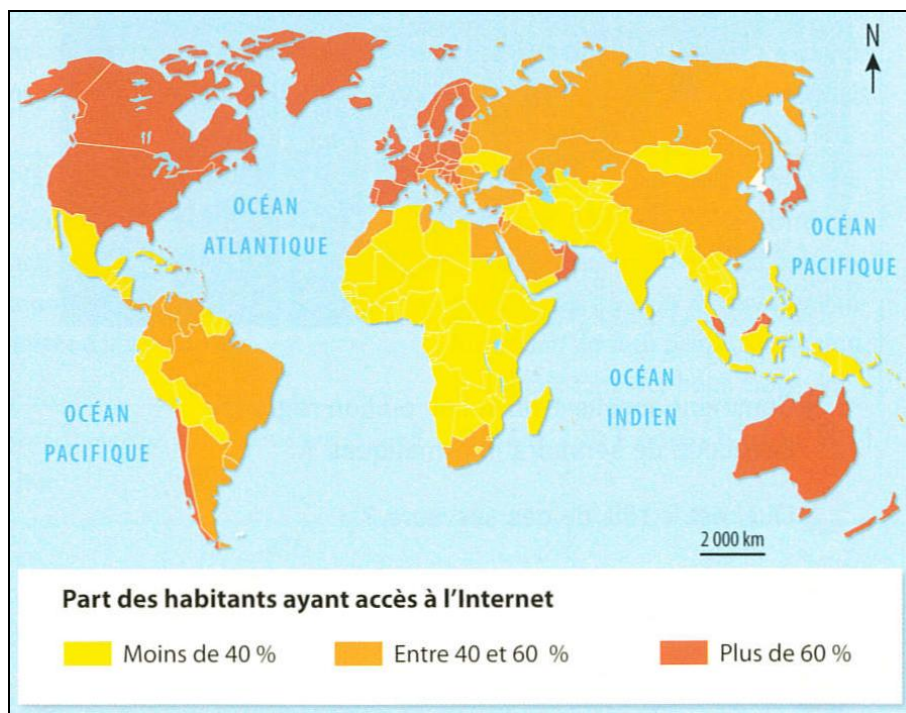 N
OCÉAN
ATLANTIQUE
OCÉAN
PACIFIQUE
OCÉAN
INDIEN
OCÉAN
PACIFIQUE
2 000 km
Part des habitants ayant accès à l'Internet
Moins de 40 %
Entre 40 et 60 %
Plus de 60 %